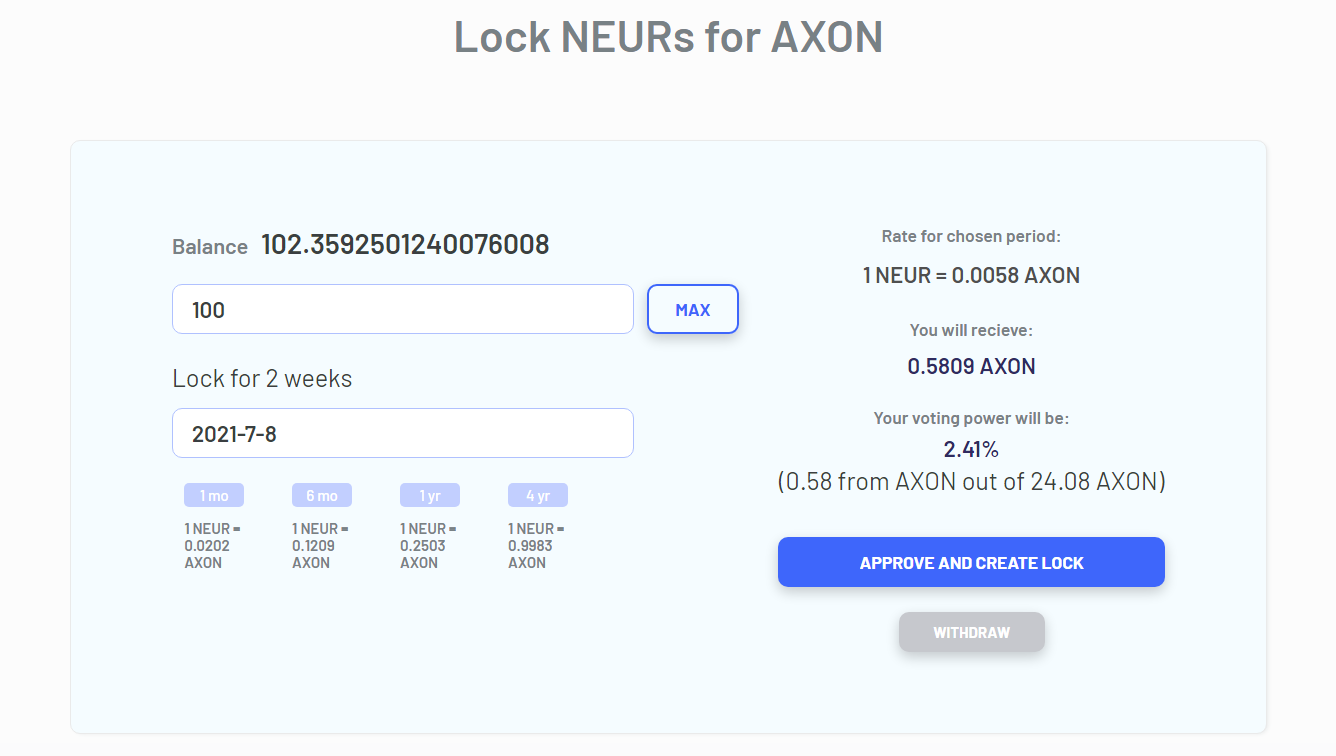 Lock NEURs for AXON
Balance 102.3592501240076008
100
MAX
Lock for 2 weeks
2021-7-8
1 mo
6 mo
1 yr
4 yr
1 NEUR =
0.0202
AXON
1 NEUR =
0.1209
AXON
1 NEUR =
0.2503
AXON
1 NEUR =
0.9983
AXON
Rate for chosen period:
1 NEUR = 0.0058 AXON
You will recieve:
0.5809 AXON
Your voting power will be:
2.41%
(0.58 from AXON out of 24.08 AXON)
APPROVE AND CREATE LOCK
WITHDRAW